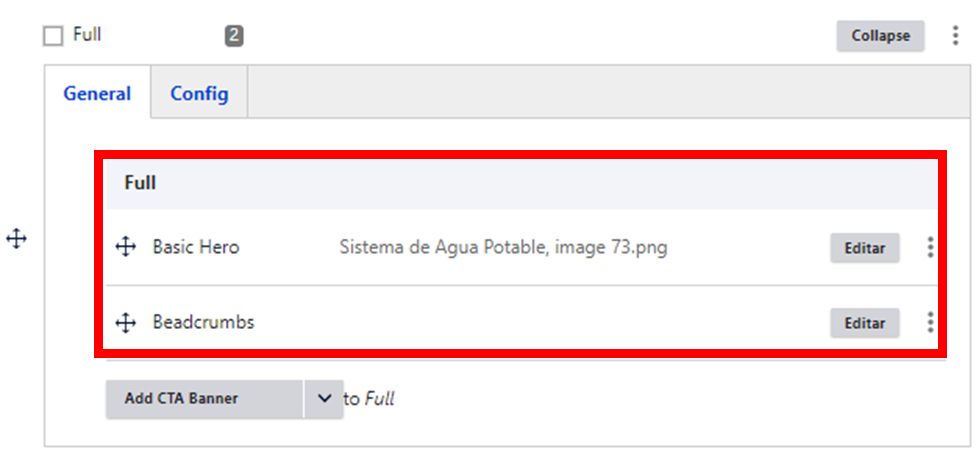 Full 2 Collapse
General Config
Full
Basic Hero Sistema de Agua Potable, image 73.png Editar
Beadcrumbs Editar
Add CTA Banner to Full